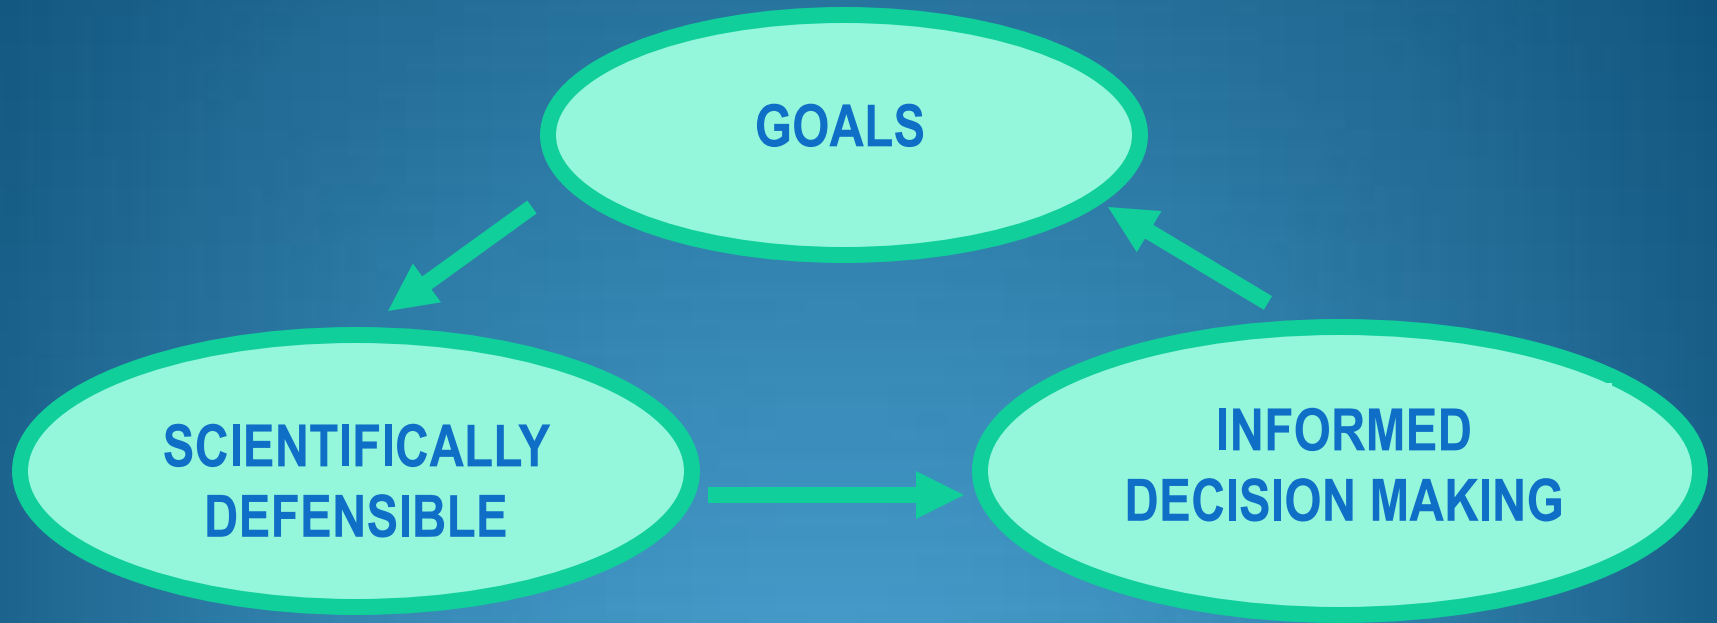 GOALS
SCIENTIFICALLY
DEFENSIBLE
INFORMED
DECISION MAKING